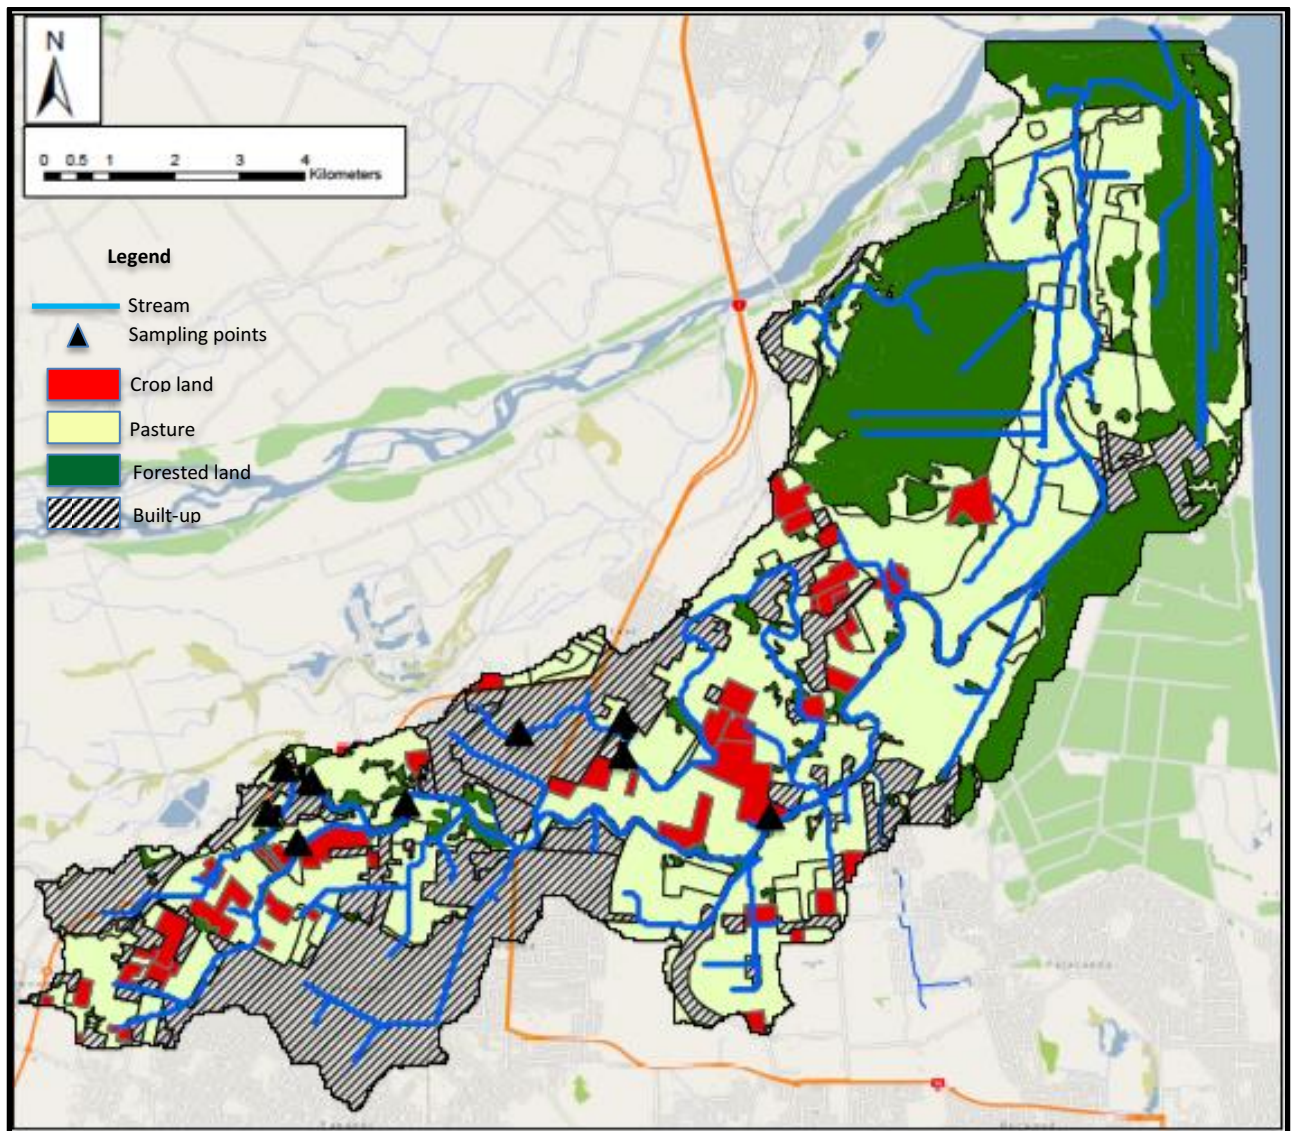 N
0 0.5 1 2 3 4
Kilometers
Legend
Stream
Sampling points
Crop land
Pasture
Forested land
Built-up